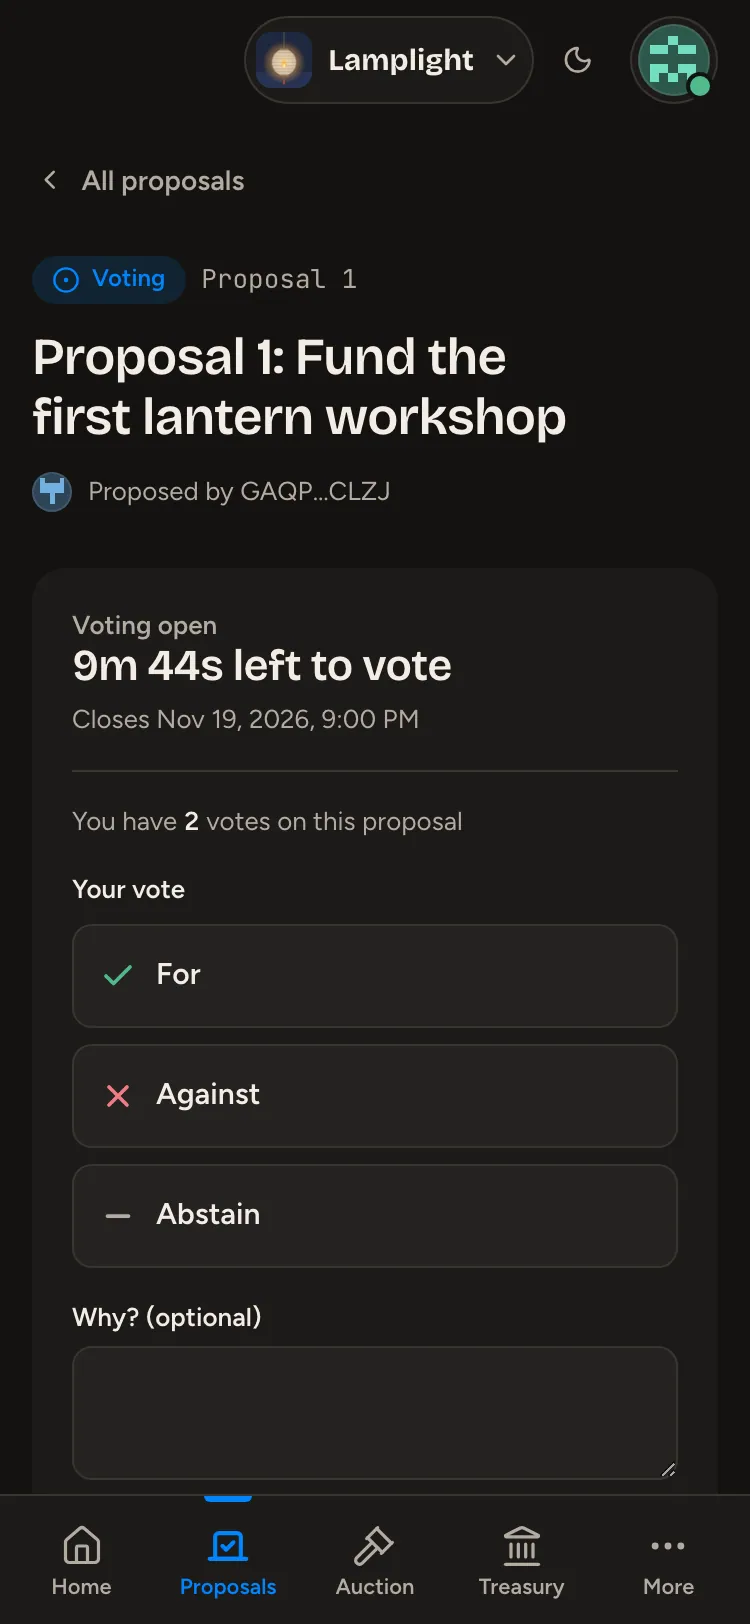 Lamplight
All proposals
Voting Proposal 1
Proposal 1: Fund the
first lantern workshop
Proposed by GAQP...CLZJ
Voting open
9m 44s left to vote
Closes Nov 19, 2026, 9:00 PM
You have 2 votes on this proposal
Your vote
For
Against
Abstain
Why? (optional)
Home Proposals Auction Treasury More